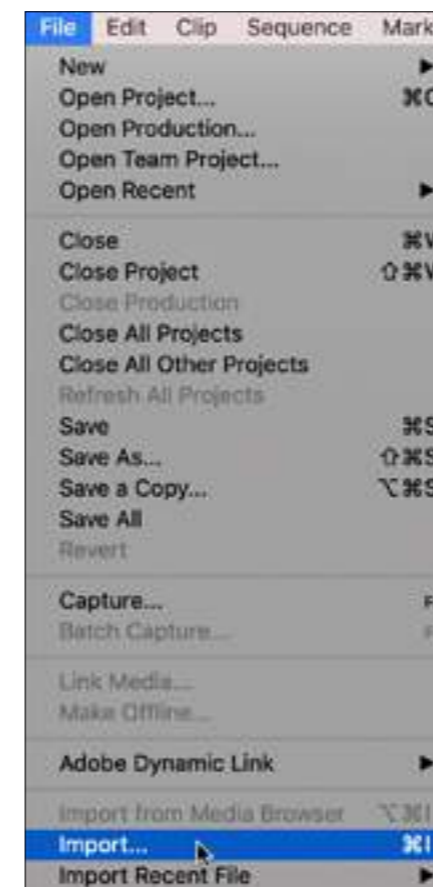 File Edit Clip Sequence Mark
New ▶
Open Project... ⌘O
Open Production...
Open Team Project...
Open Recent ▶
Close ⌘W
Close Project ⇧⌘W
Close Production
Close All Projects
Close All Other Projects
Refresh All Projects
Save ⌘S
Save As... ⇧⌘S
Save a Copy... ⌥⌘S
Save All
Revert
Capture... F
Batch Capture... F
Link Media...
Make Offline...
Adobe Dynamic Link ▶
Import from Media Browser ⌥⌘I
Import... ⌘I
Import Recent File ▶